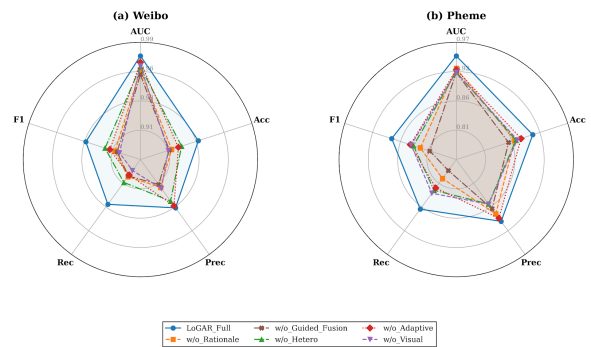 (a) Weibo
(b) Pheme
AUC
AUC
0.99
0.97
0.91
0.86
0.81
F1
Acc
F1
Acc
Rec
Prec
Rec
Prec
LoGAR_Full
w/o_Guided_Fusion
w/o_Adaptive
w/o_Rationale
w/o_Hetero
w/o_Visual